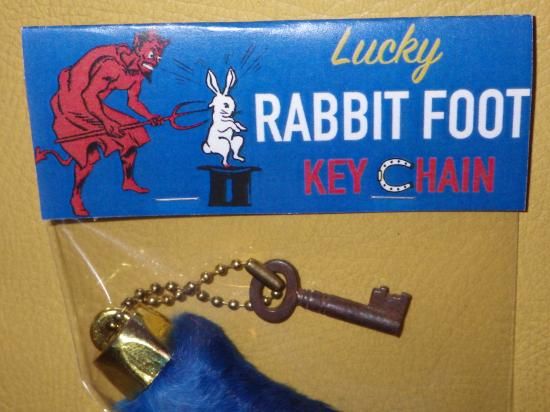 Lucky
RABBIT FOOT
KEY CHAIN